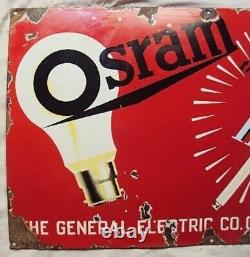 Osram
THE GENERAL ELECTRIC CO.